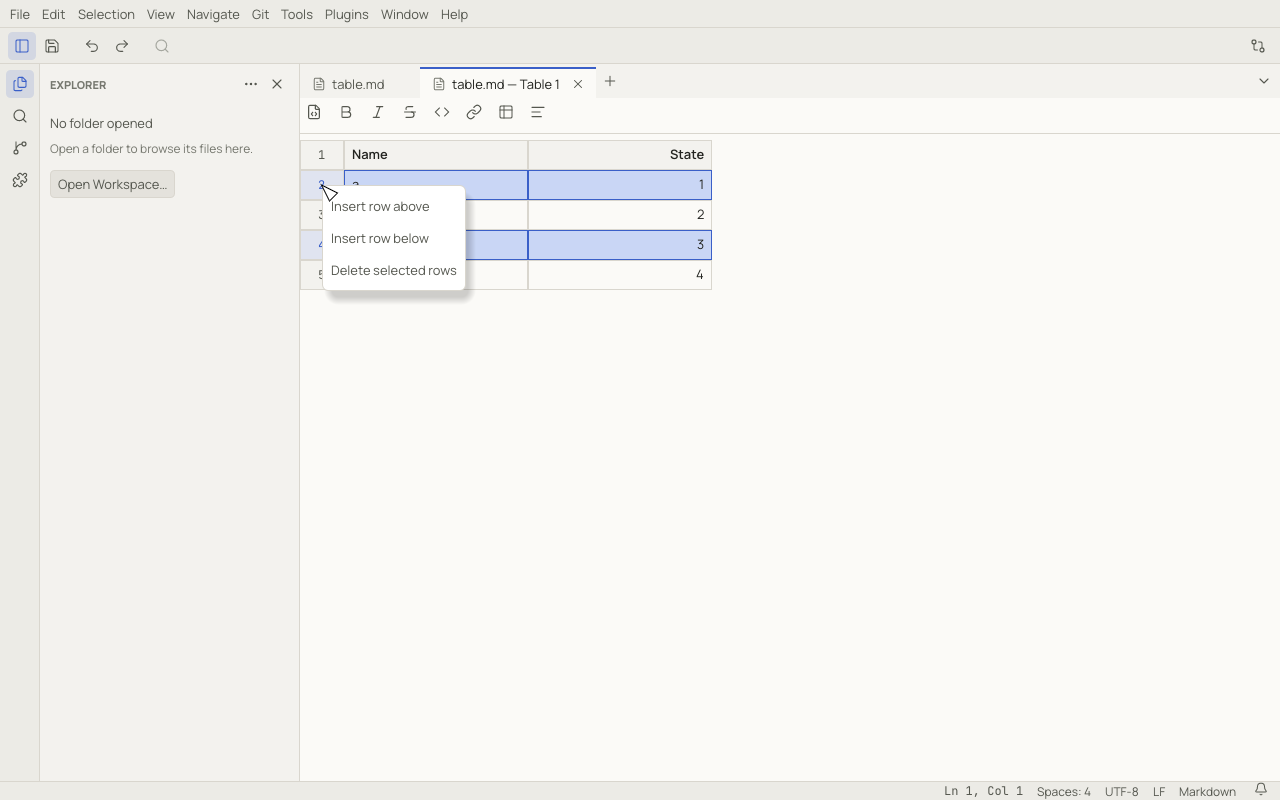 File Edit Selection View Navigate Git Tools Plugins Window Help
EXPLORER
No folder opened
Open a folder to browse its files here.
Open Workspace...
table.md
table.md — Table 1
1 Name State
2 1
2
3
4
Insert row above
Insert row below
Delete selected rows
Ln 1, Col 1 Spaces: 4 UTF-8 LF Markdown